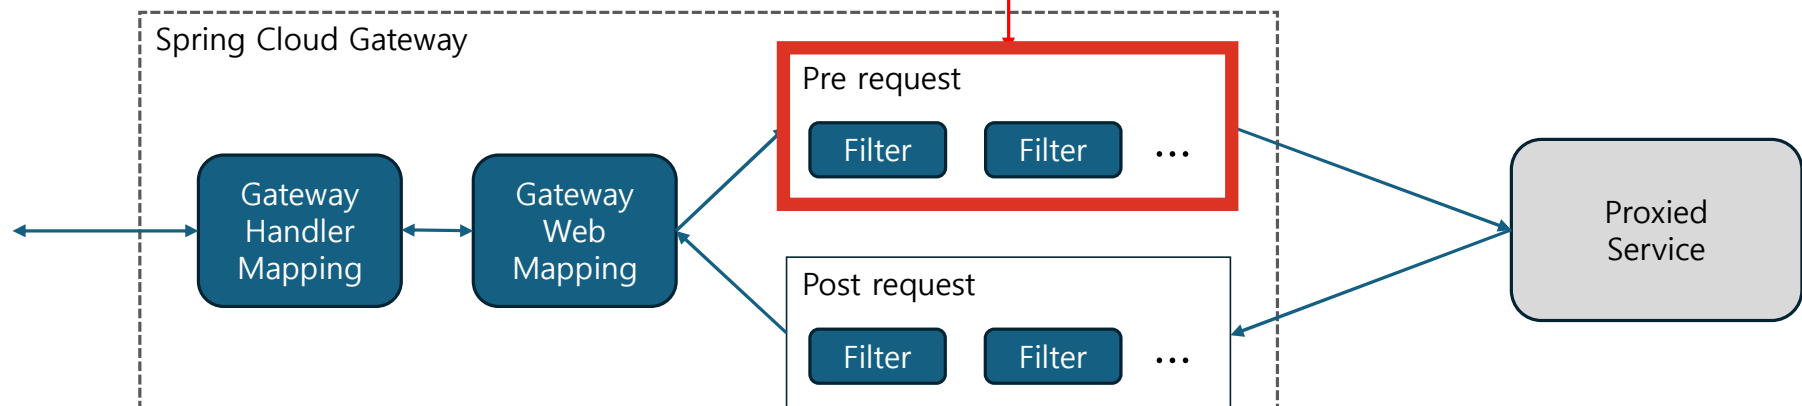 Spring Cloud Gateway
Gateway
Handler
Mapping
Gateway
Web
Mapping
Pre request
Filter
Filter
...
Post request
Filter
Filter
...
Proxied
Service